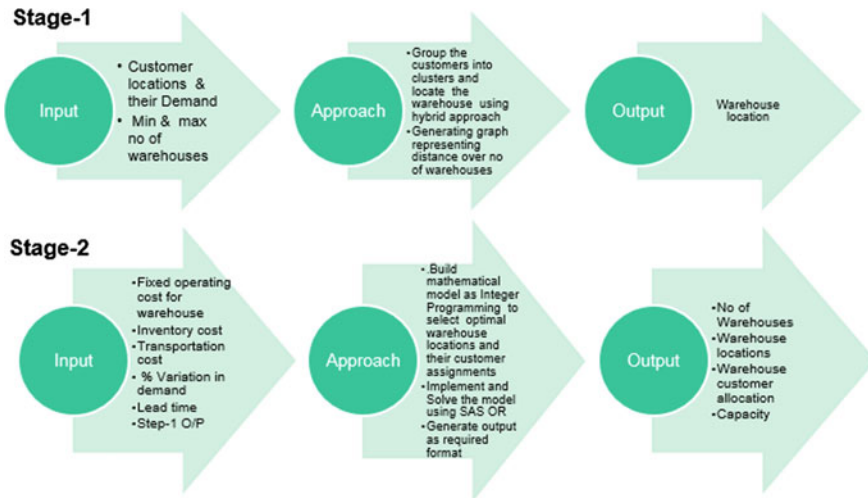 Stage-1
Input
• Customer
locations &
their Demand
• Min & max
no of
warehouses
Approach
•Group the
customers into
clusters and
locate the
warehouse using
hybrid approach
•Generating graph
representing
distance over no
of warehouses
Output
Warehouse
location
Stage-2
Input
•Fixed operating
cost for
warehouse
•Inventory cost
•Transportation
cost
• % Variation in
demand
•Lead time
•Step-1 O/P
Approach
•.Build
mathematical
model as Integer
Programming to
select optimal
warehouse
locations and
their customer
assignments
•Implement and
Solve the model
using SAS OR
•Generate output
as required
format
Output
•No of
Warehouses
•Warehouse
locations
•Warehouse
customer
allocation
•Capacity